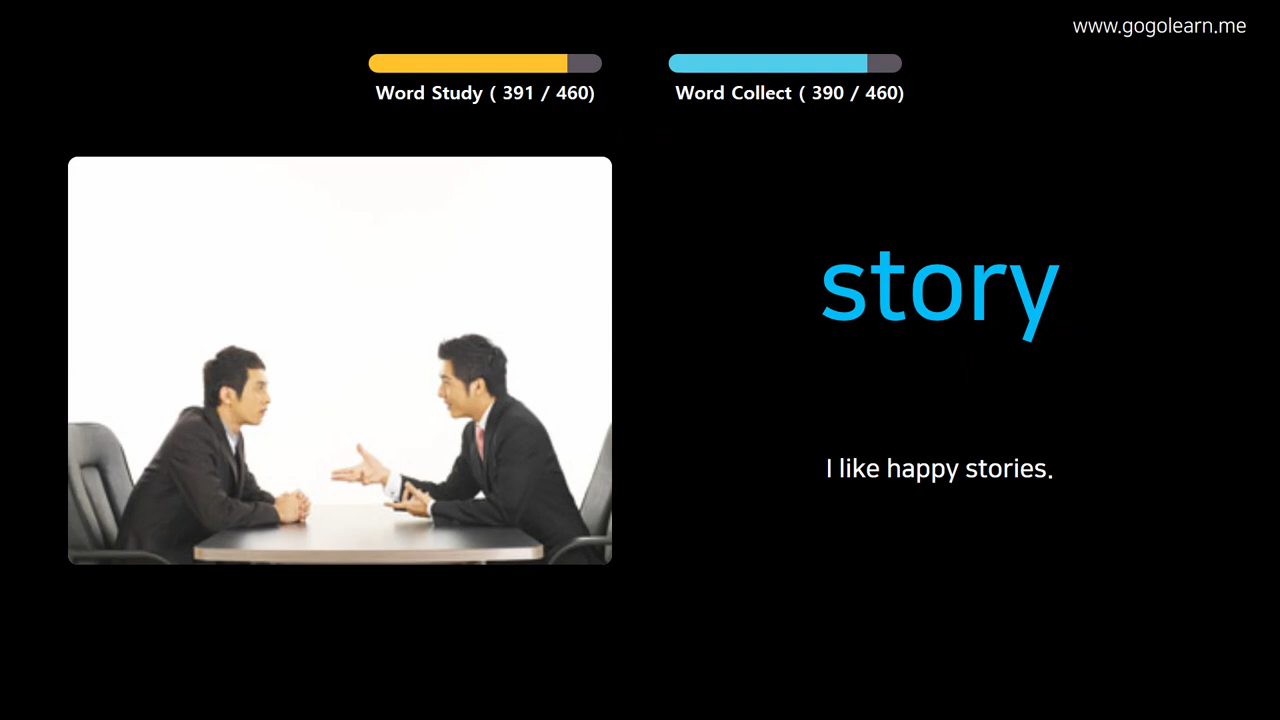 www.gogolearn.me
Word Study ( 391 / 460)
Word Collect ( 390 / 460)
story
I like happy stories.